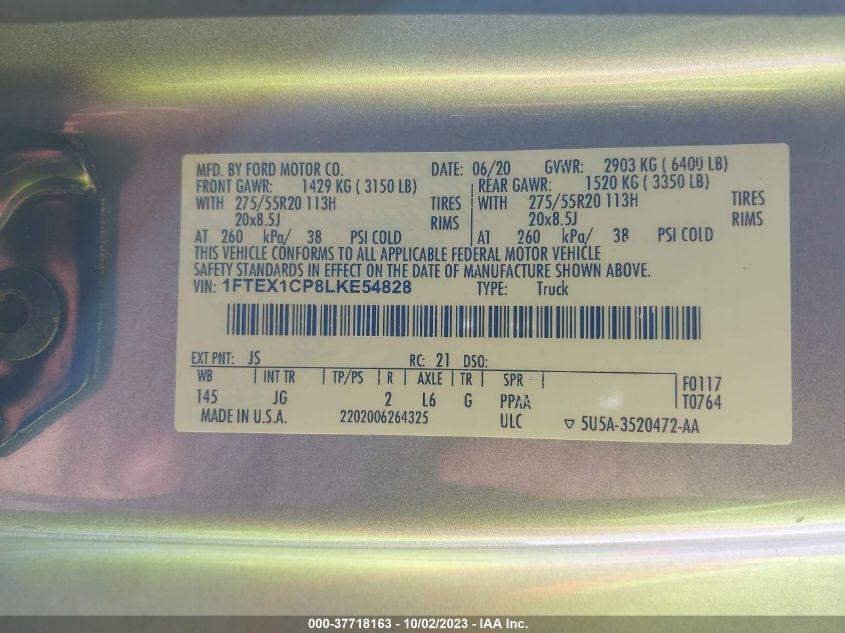 MFD. BY FORD MOTOR CO. DATE: 06/20 GVWR: 2903 KG ( 6400 LB)
FRONT GAWR: 1429 KG ( 3150 LB) REAR GAWR: 1520 KG ( 3350 LB)
WITH 275/55R20 113H TIRES WITH 275/55R20 113H TIRES
20x8.5J RIMS 20x8.5J RIMS
AT 260 kPa/ 38 PSI COLD AT 260 kPa/ 38 PSI COLD
THIS VEHICLE CONFORMS TO ALL APPLICABLE FEDERAL MOTOR VEHICLE
SAFETY STANDARDS IN EFFECT ON THE DATE OF MANUFACTURE SHOWN ABOVE.
VIN: 1FTEX1CP8LKE54828 TYPE: Truck
EXT PNT: JS RC: 21 DSO:
WB INT TR TP/PS R AXLE TR SPR F0117
145 JG 2 L6 G PPAA T0764
MADE IN U.S.A. 2202006264325 ULC 5U5A-3520472-AA
000-37718163 - 10/02/2023 - IAA Inc.